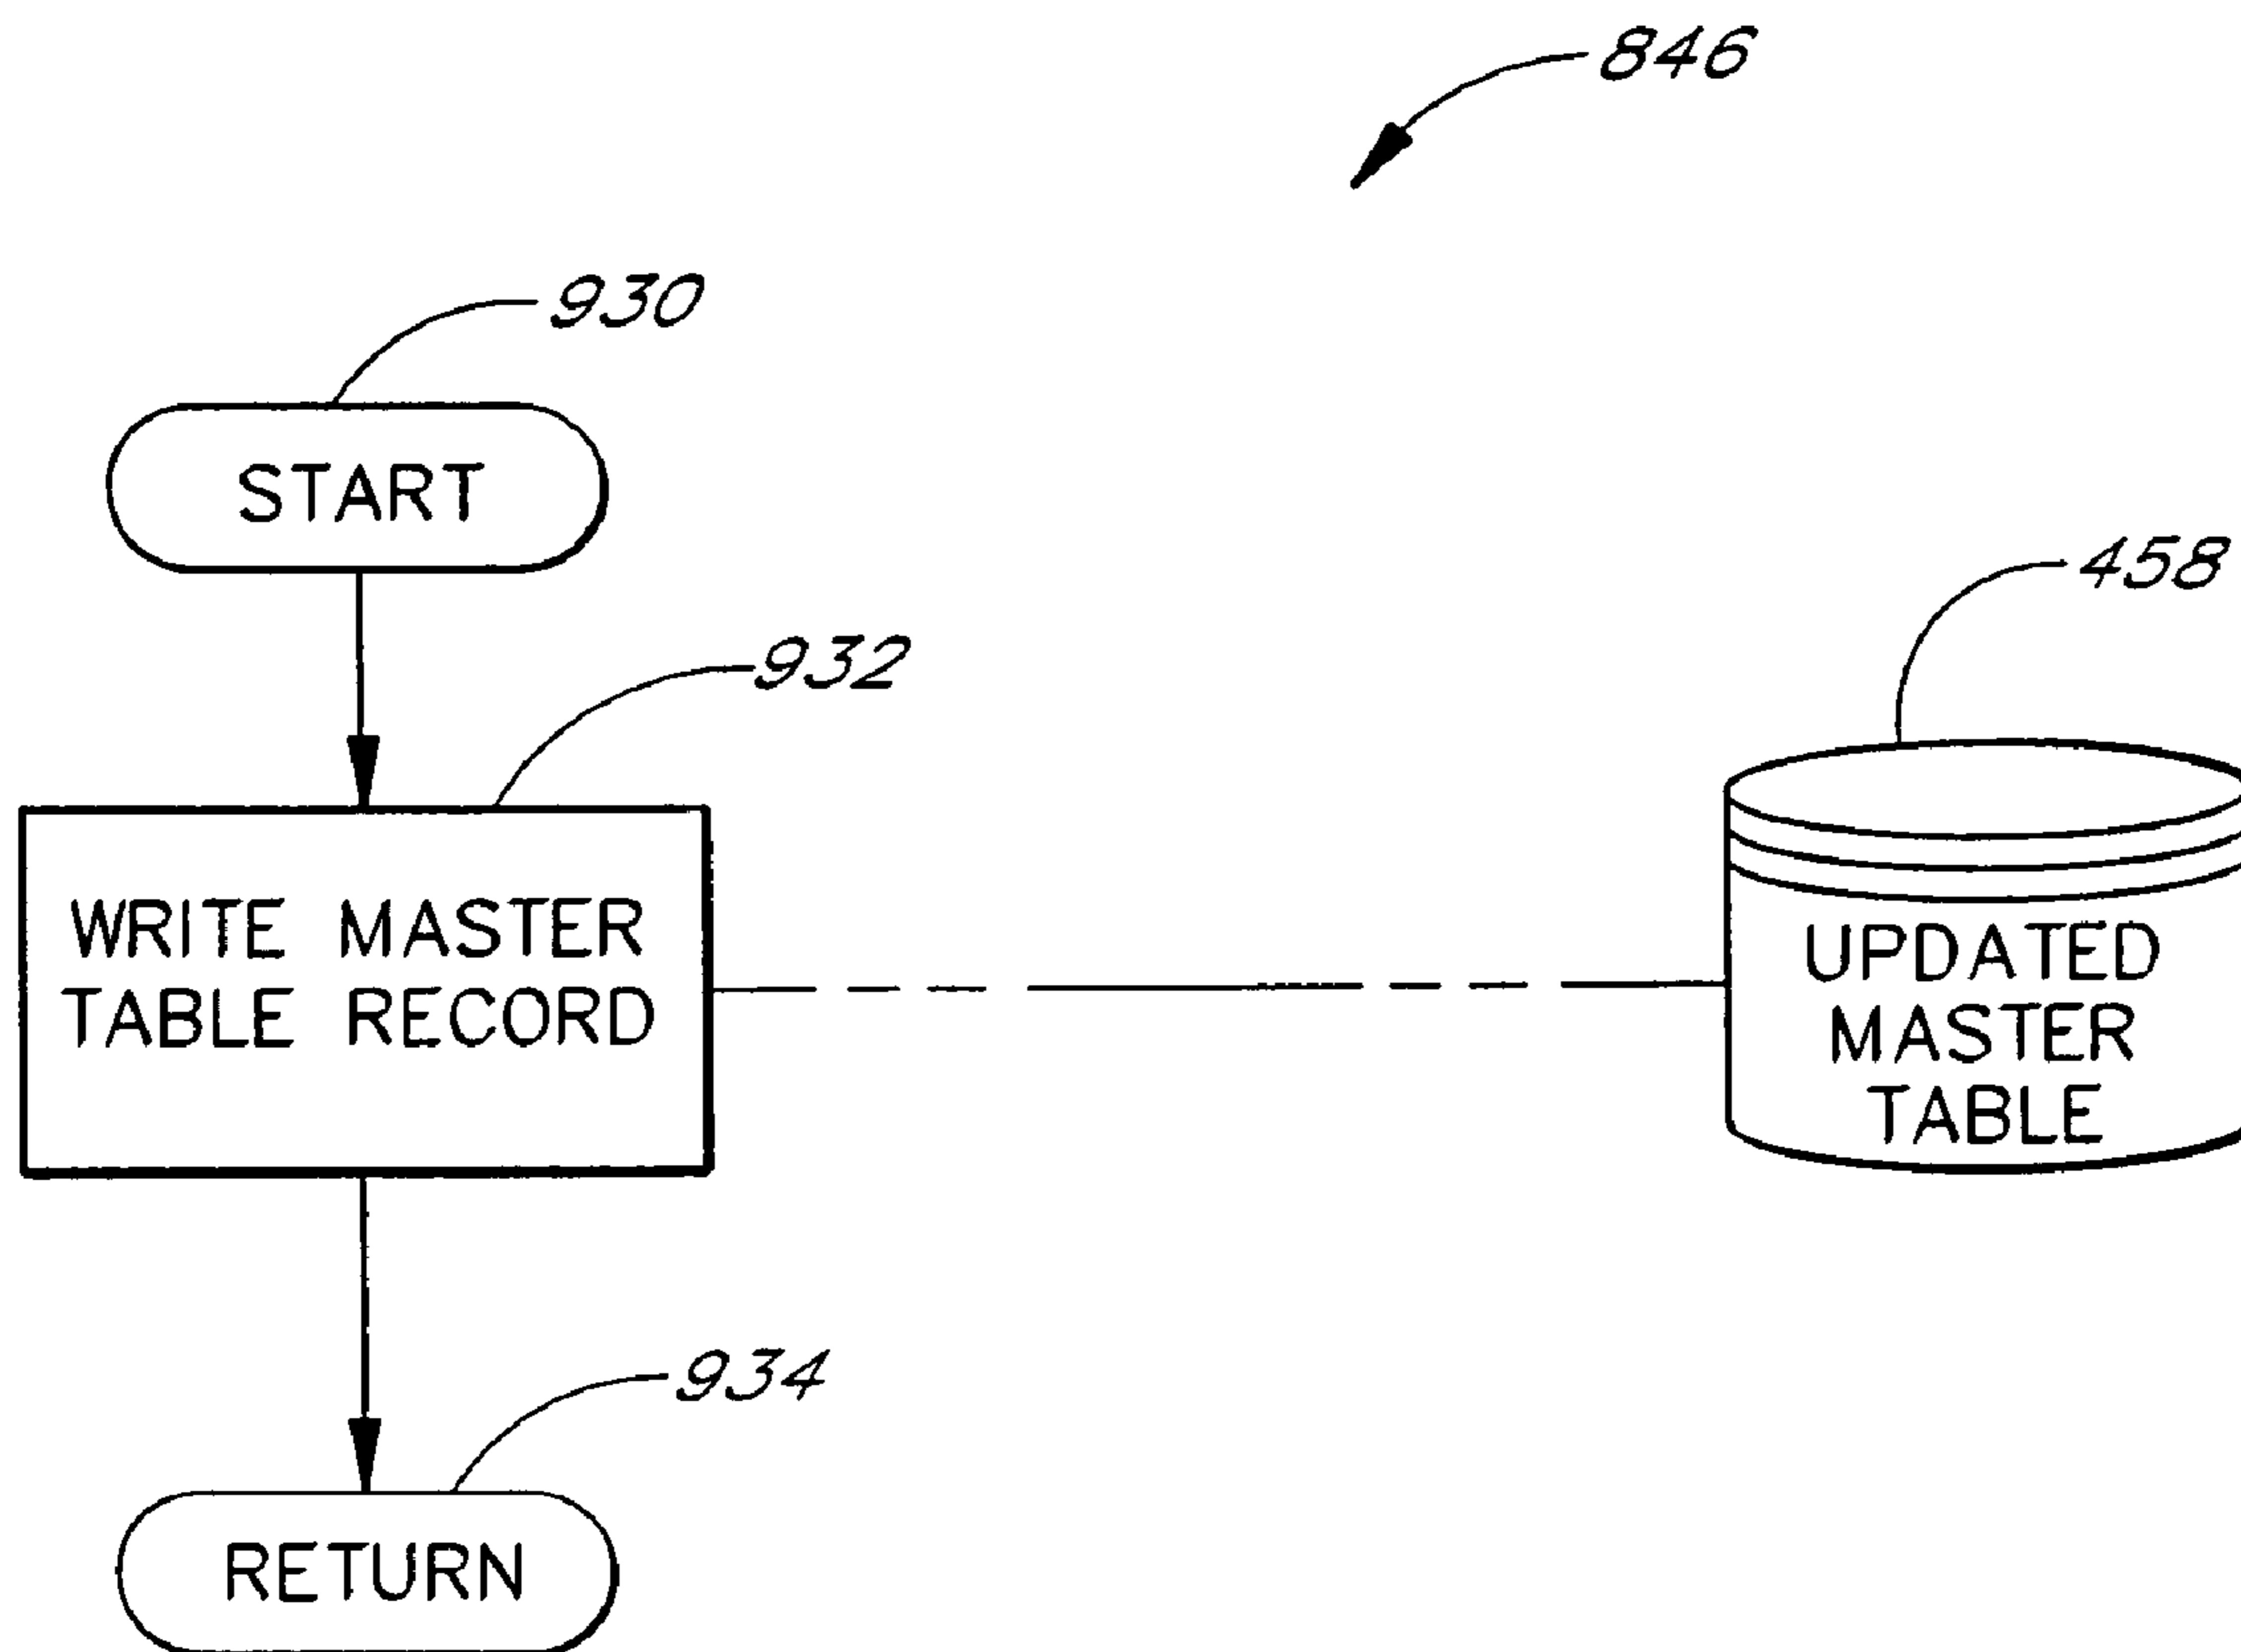 846
930
START
458
932
WRITE MASTER
TABLE RECORD
UPDATED
MASTER
TABLE
934
RETURN